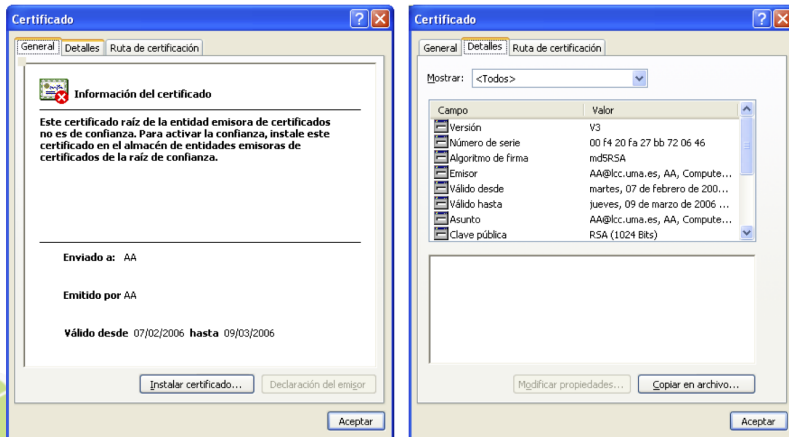 Certificado
General Detalles Ruta de certificación
Información del certificado
Este certificado raíz de la entidad emisora de certificados
no es de confianza. Para activar la confianza, instale este
certificado en el almacén de entidades emisoras de
certificados de la raíz de confianza.
Enviado a: AA
Emitido por AA
Válido desde 07/02/2006 hasta 09/03/2006
Instalar certificado... Declaración del emisor
Aceptar
Certificado
General Detalles Ruta de certificación
Mostrar: <Todos>
Campo Valor
Versión V3
Número de serie 00 f4 20 fa 27 bb 72 06 46
Algoritmo de firma md5RSA
Emisor AA@lcc.uma.es, AA, Compute...
Válido desde martes, 07 de febrero de 200...
Válido hasta jueves, 09 de marzo de 2006 ...
Asunto AA@lcc.uma.es, AA, Compute...
Clave pública RSA (1024 Bits)
Modificar propiedades... Copiar en archivo...
Aceptar